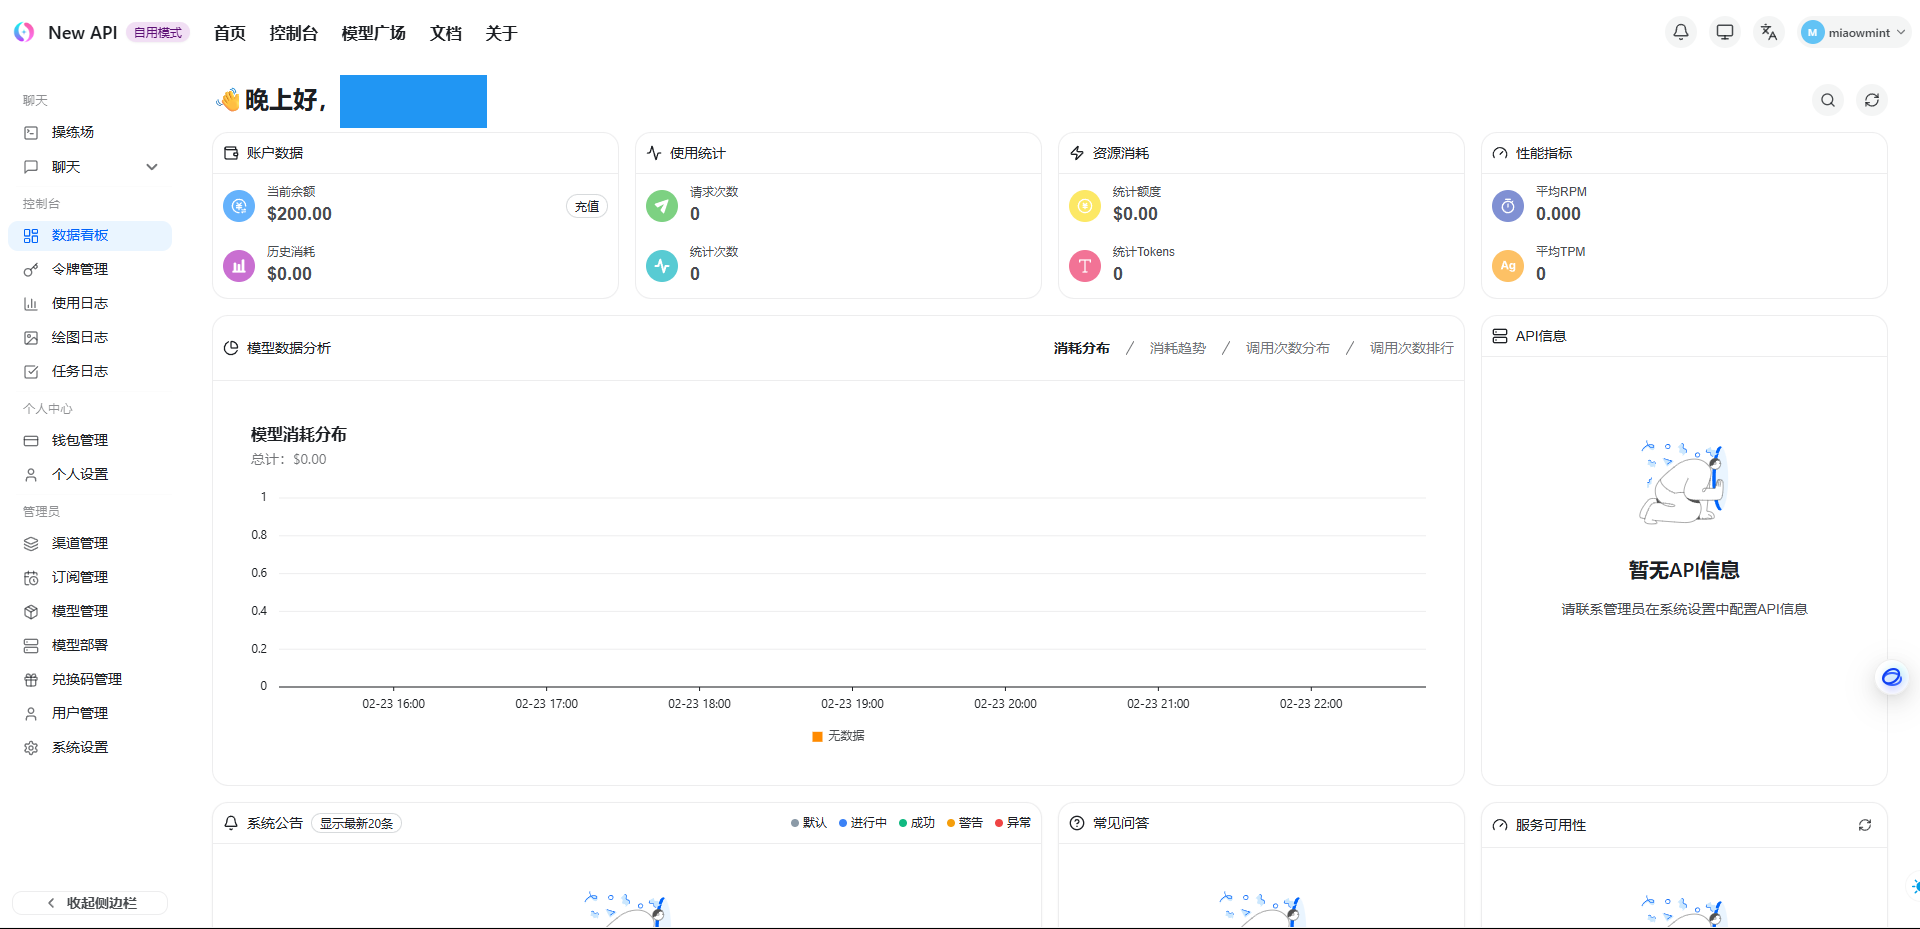 New API 自用模式 首页 控制台 模型广场 文档 关于 M miaowmint
聊天
操练场
聊天
控制台
数据看板
令牌管理
使用日志
绘图日志
任务日志
个人中心
钱包管理
个人设置
管理员
渠道管理
订阅管理
模型管理
模型部署
兑换码管理
用户管理
系统设置
收起侧边栏
👋晚上好，
账户数据
当前余额
$200.00
充值
历史消耗
$0.00
使用统计
请求次数
0
统计次数
0
资源消耗
统计额度
$0.00
统计Tokens
0
性能指标
平均RPM
0.000
Ag
平均TPM
0
模型数据分析
消耗分布 / 消耗趋势 / 调用次数分布 / 调用次数排行
模型消耗分布
总计：$0.00
1
0.8
0.6
0.4
0.2
0
02-23 16:00 02-23 17:00 02-23 18:00 02-23 19:00 02-23 20:00 02-23 21:00 02-23 22:00
无数据
API信息
暂无API信息
请联系管理员在系统设置中配置API信息
系统公告 显示最新20条 默认 进行中 成功 警告 异常
常见问答
服务可用性